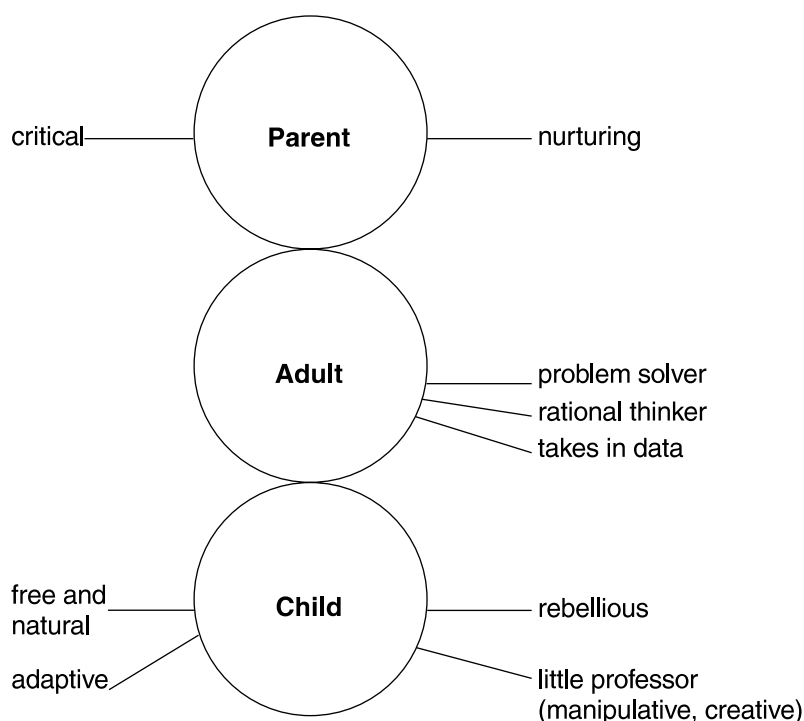 critical
Parent
nurturing
Adult
problem solver
rational thinker
takes in data
free and
natural
Child
rebellious
adaptive
little professor
(manipulative, creative)